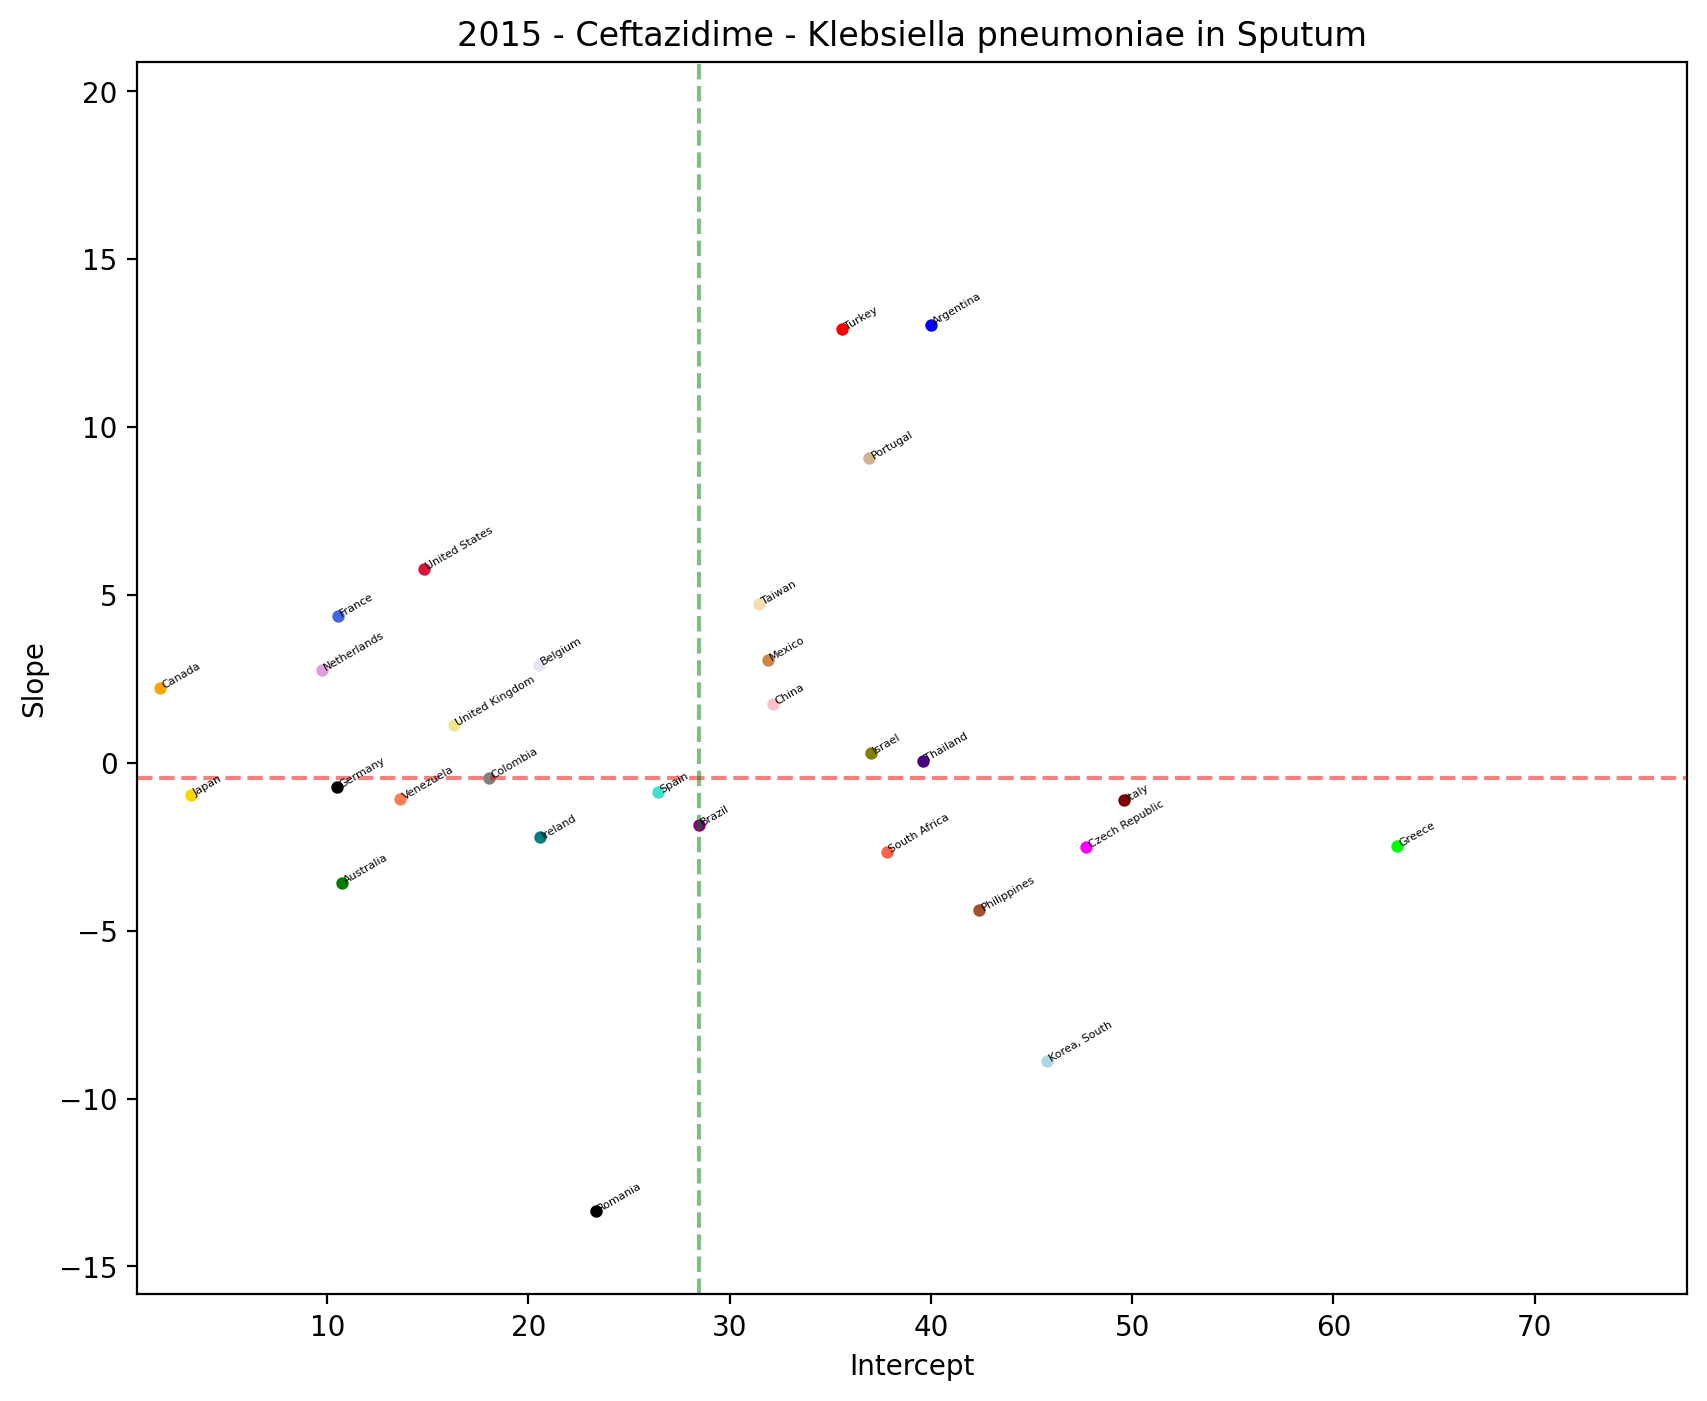 2015 - Ceftazidime - Klebsiella pneumoniae in Sputum
20
15
10
5
0
−5
−10
−15
Slope
Turkey
Argentina
Portugal
United States
Taiwan
France
Netherlands
Belgium
Mexico
Canada
United Kingdom
China
Israel
Thailand
Japan
Germany
Venezuela
Colombia
Spain
Italy
Ireland
Brazil
South Africa
Czech Republic
Greece
Australia
Philippines
Korea, South
Romania
10
20
30
40
50
60
70
Intercept